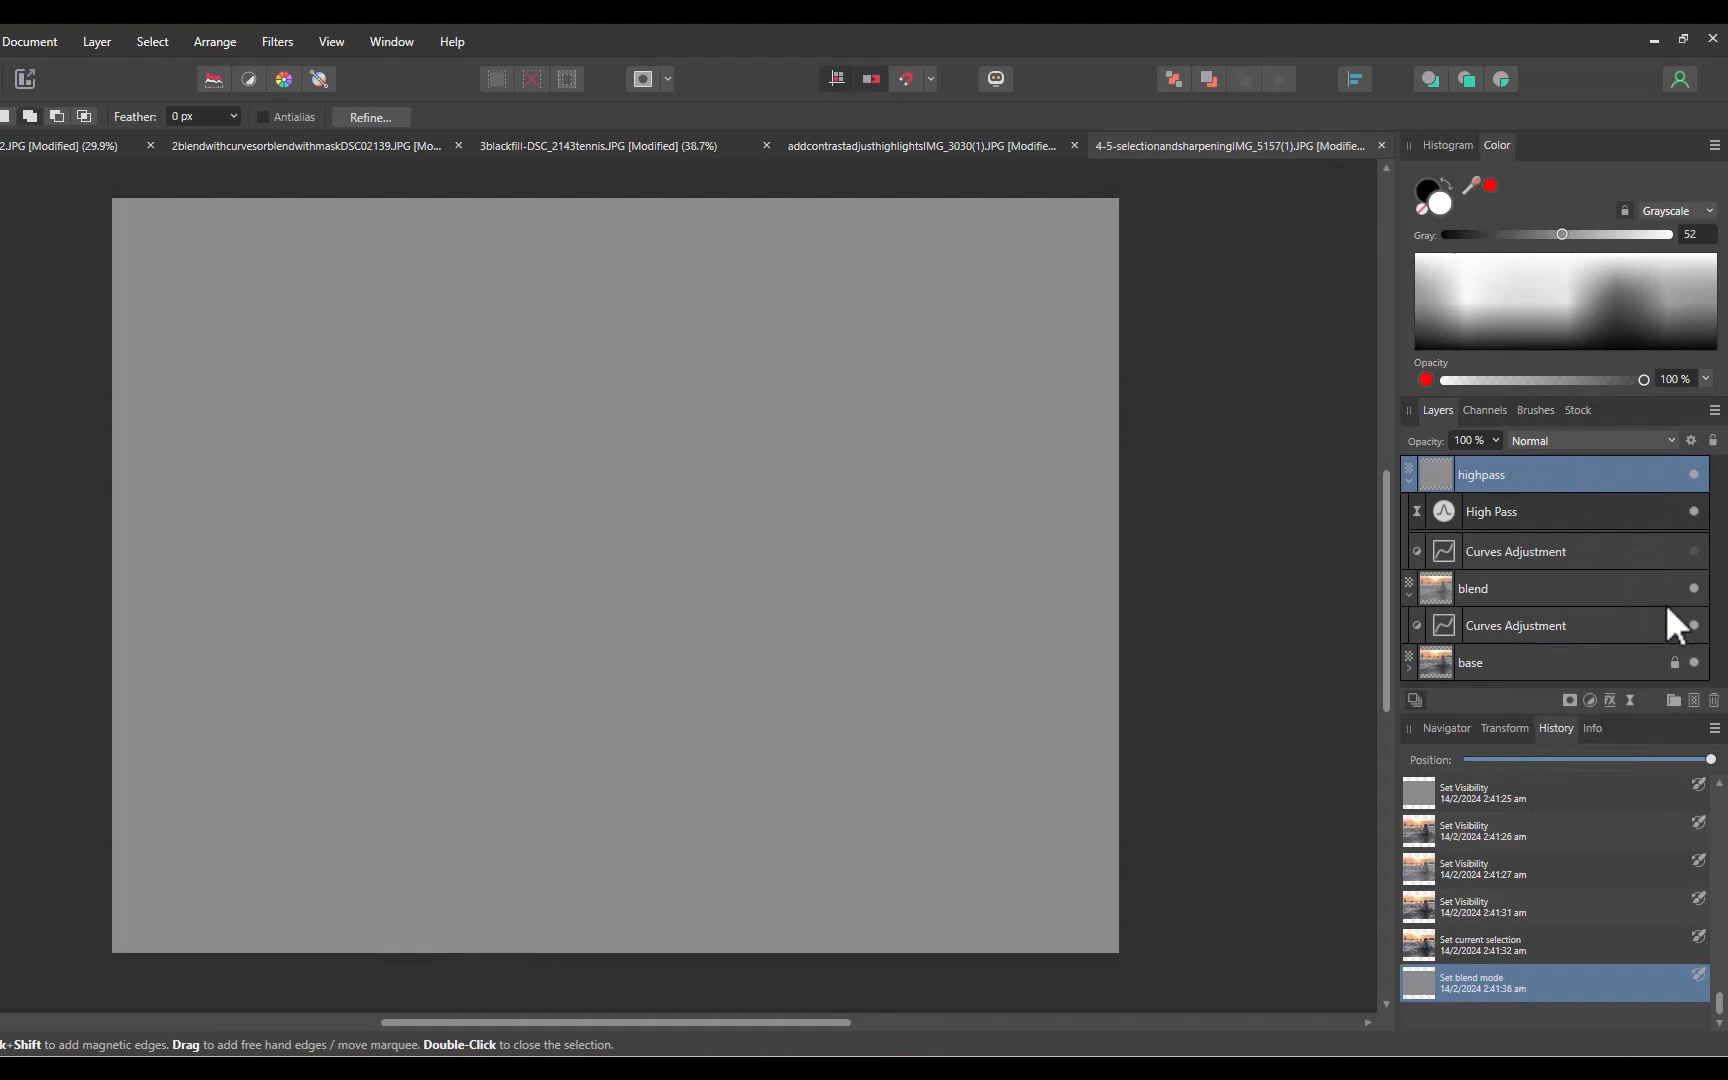 Document Layer Select Arrange Filters View Window Help
Feather: 0 px Antialias Refine...
2.JPG [Modified] (29.9%) 2blendwithcurvesorblendwithmaskDSC02139.JPG [Mo... 3blackfill-DSC_2143tennis.JPG [Modified] (38.7%) addcontrastadjusthighlightsIMG_3030(1).JPG [Modifie... 4-5-selectionandsharpeningIMG_5157(1).JPG [Modifie...
Histogram Color
Grayscale
Gray: 52
Opacity
100 %
Layers Channels Brushes Stock
Opacity: 100 % Normal
highpass
High Pass
Curves Adjustment
blend
Curves Adjustment
base
Navigator Transform History Info
Position:
Set Visibility
14/2/2024 2:41:25 am
Set Visibility
14/2/2024 2:41:26 am
Set Visibility
14/2/2024 2:41:27 am
Set Visibility
14/2/2024 2:41:31 am
Set current selection
14/2/2024 2:41:32 am
Set blend mode
14/2/2024 2:41:36 am
k+Shift to add magnetic edges. Drag to add free hand edges / move marquee. Double-Click to close the selection.